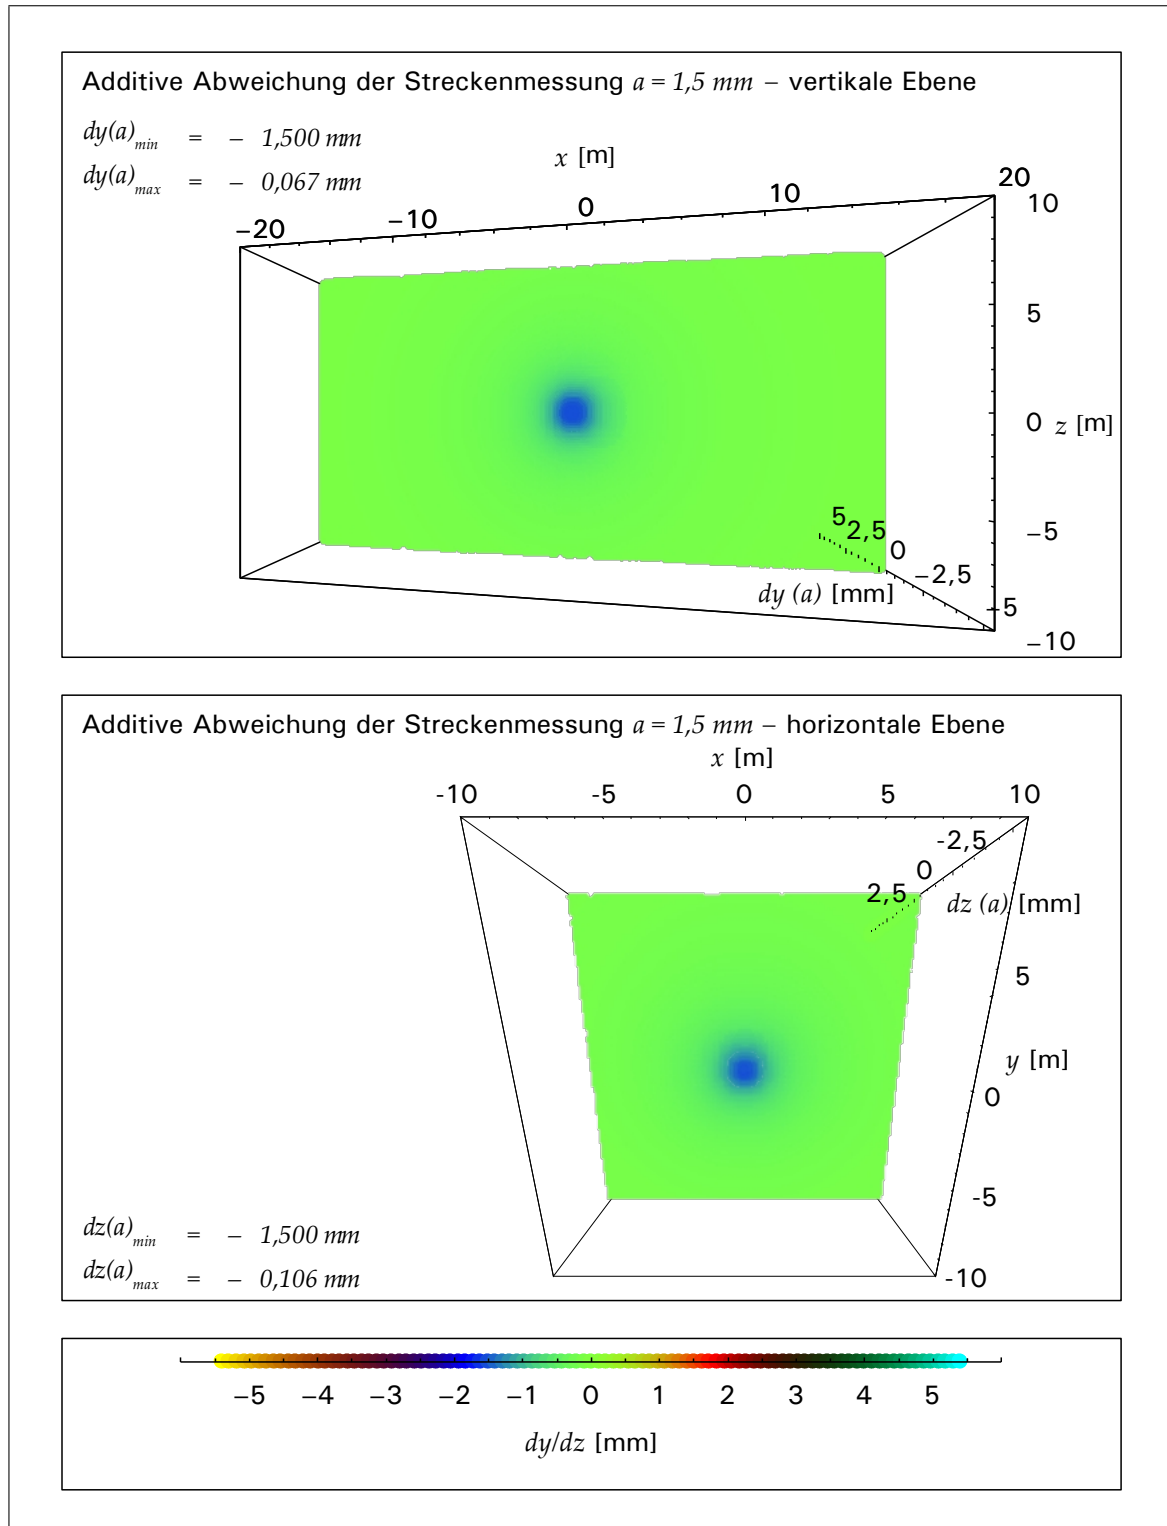 Additive Abweichung der Streckenmessung a = 1,5 mm – vertikale Ebene
dy(a)min = – 1,500 mm
dy(a)max = – 0,067 mm
x [m]
–20 –10 0 10 20
10
5
0 z [m]
–5
–10
5 2,5 0 –2,5 –5
dy (a) [mm]
Additive Abweichung der Streckenmessung a = 1,5 mm – horizontale Ebene
x [m]
-10 -5 0 5 10
-2,5
0
2,5
dz (a) [mm]
5
y [m]
0
-5
-10
dz(a)min = – 1,500 mm
dz(a)max = – 0,106 mm
–5 –4 –3 –2 –1 0 1 2 3 4 5
dy/dz [mm]